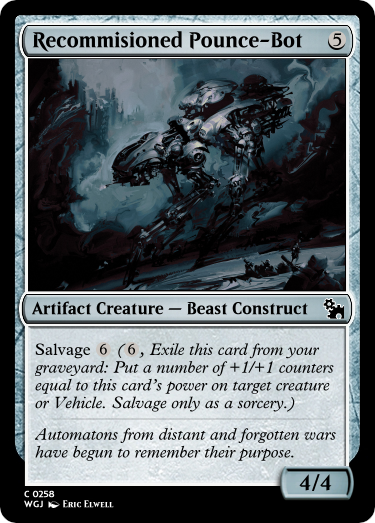 Recommisioned Pounce-Bot 5
Artifact Creature — Beast Construct
Salvage 6 (6, Exile this card from your
graveyard: Put a number of +1/+1 counters
equal to this card's power on target creature
or Vehicle. Salvage only as a sorcery.)
Automatons from distant and forgotten wars
have begun to remember their purpose.
4/4
C 0258
WGJ Eric Elwell